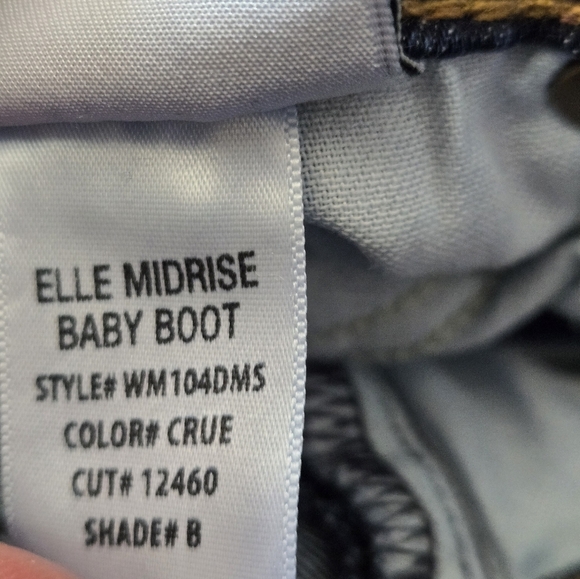 ELLE MIDRISE
BABY BOOT
STYLE# WM104DMS
COLOR# CRUE
CUT# 12460
SHADE# B